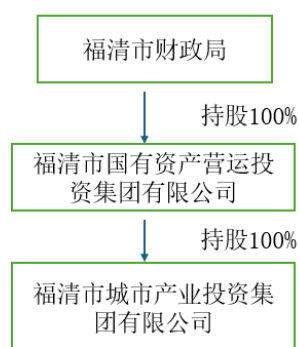 福清市财政局
持股100%
福清市国有资产营运投
资集团有限公司
持股100%
福清市城市产业投资集
团有限公司